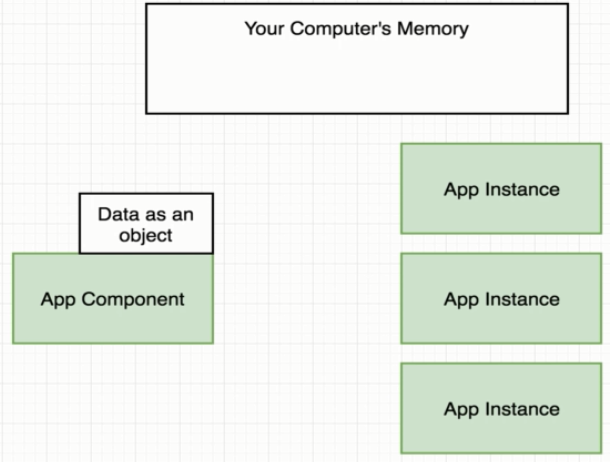 Your Computer's Memory
App Instance
Data as an
object
App Component
App Instance
App Instance